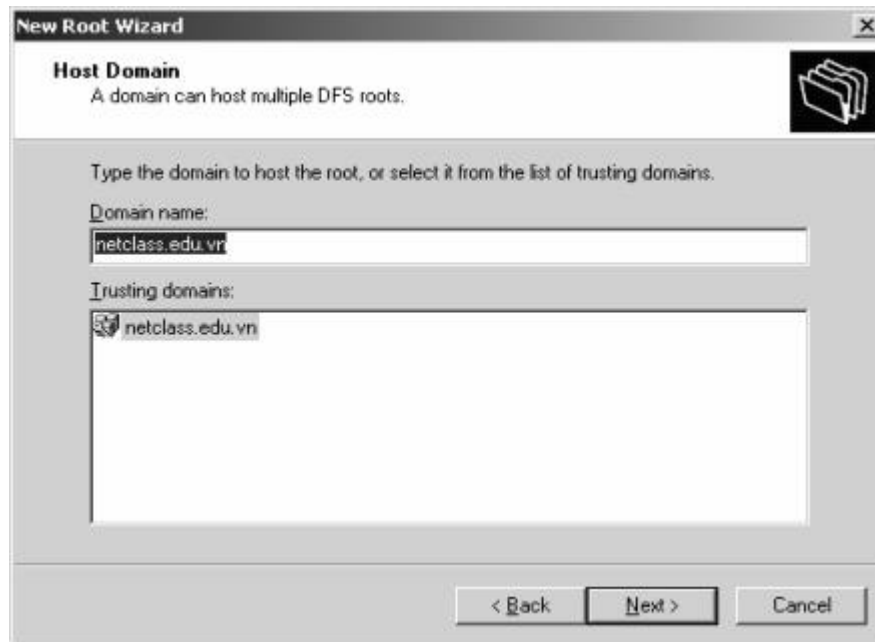 New Root Wizard
Host Domain
A domain can host multiple DFS roots.
Type the domain to host the root, or select it from the list of trusting domains.
Domain name:
netclass.edu.vn
Trusting domains:
netclass.edu.vn
< Back Next > Cancel